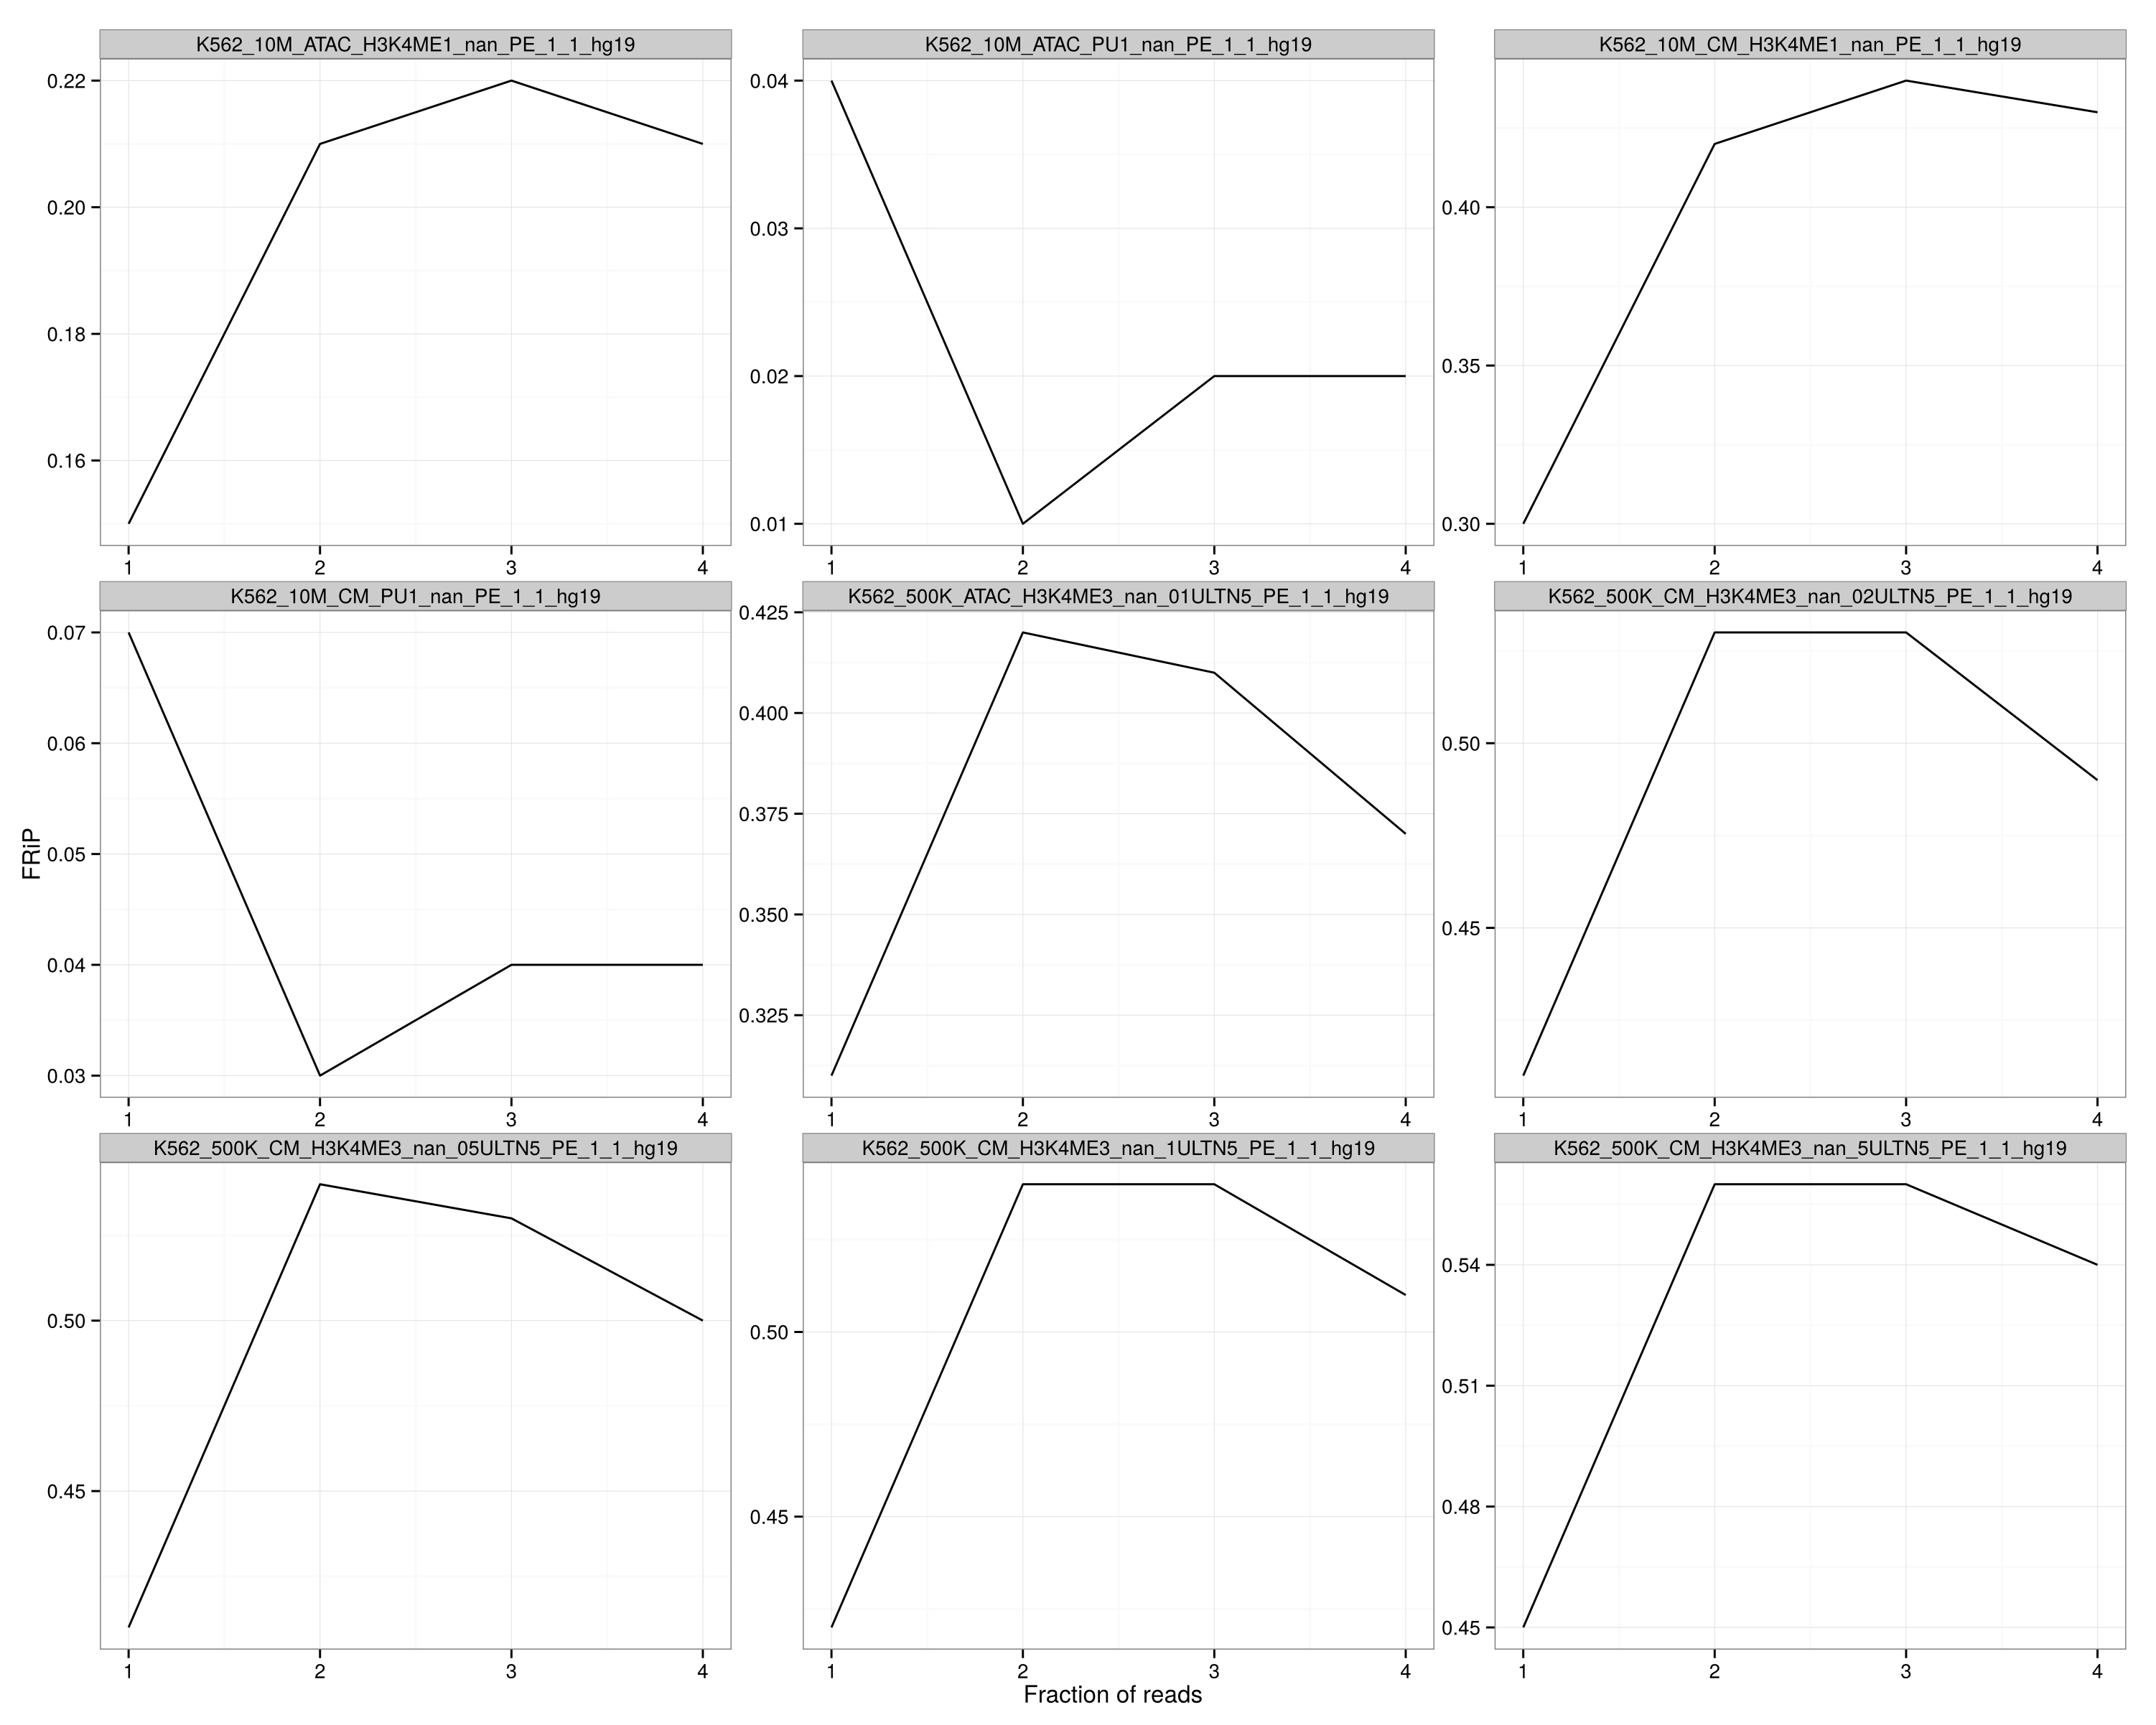 K562_10M_ATAC_H3K4ME1_nan_PE_1_1_hg19
0.22
0.20
0.18
0.16
1 2 3 4
K562_10M_ATAC_PU1_nan_PE_1_1_hg19
0.04
0.03
0.02
0.01
1 2 3 4
K562_10M_CM_H3K4ME1_nan_PE_1_1_hg19
0.40
0.35
0.30
1 2 3 4
FRiP
K562_10M_CM_PU1_nan_PE_1_1_hg19
0.07
0.06
0.05
0.04
0.03
1 2 3 4
K562_500K_ATAC_H3K4ME3_nan_01ULTN5_PE_1_1_hg19
0.425
0.400
0.375
0.350
0.325
1 2 3 4
K562_500K_CM_H3K4ME3_nan_02ULTN5_PE_1_1_hg19
0.50
0.45
1 2 3 4
K562_500K_CM_H3K4ME3_nan_05ULTN5_PE_1_1_hg19
0.50
0.45
1 2 3 4
K562_500K_CM_H3K4ME3_nan_1ULTN5_PE_1_1_hg19
0.50
0.45
1 2 3 4
K562_500K_CM_H3K4ME3_nan_5ULTN5_PE_1_1_hg19
0.54
0.51
0.48
0.45
1 2 3 4
Fraction of reads